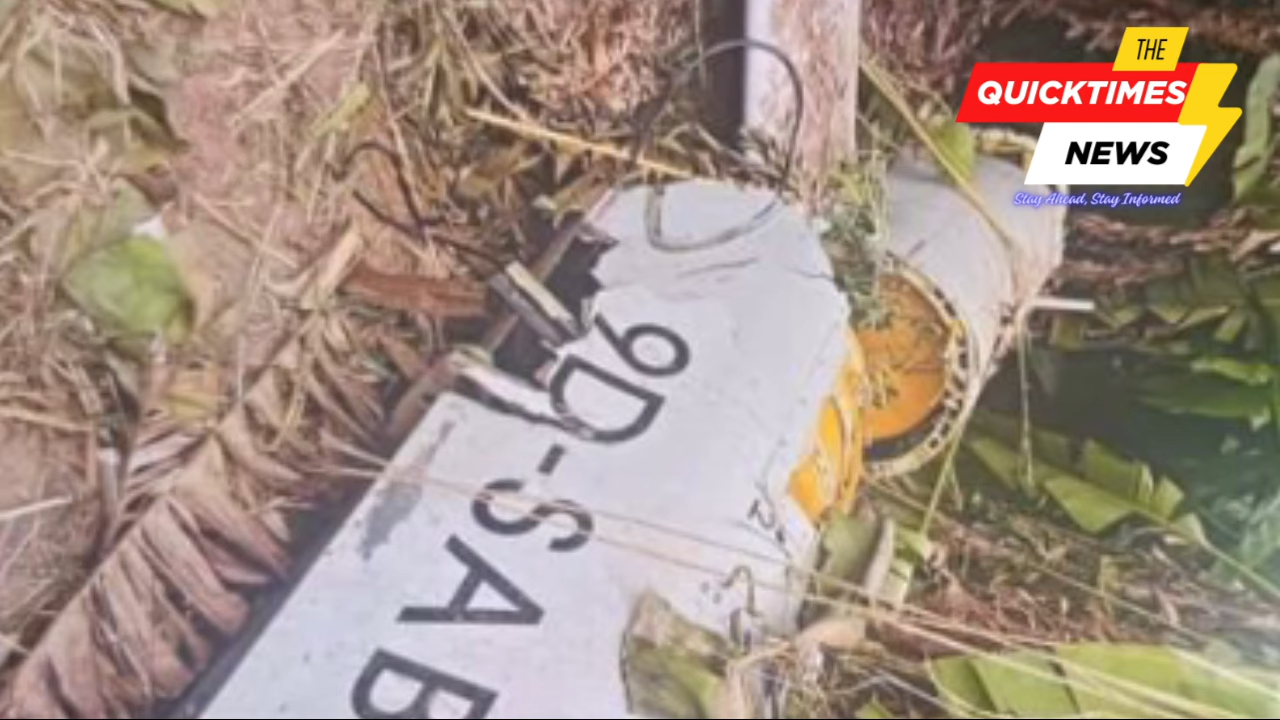 THE
QUICKTIMES
NEWS
Stay Ahead, Stay Informed
9D-SAB